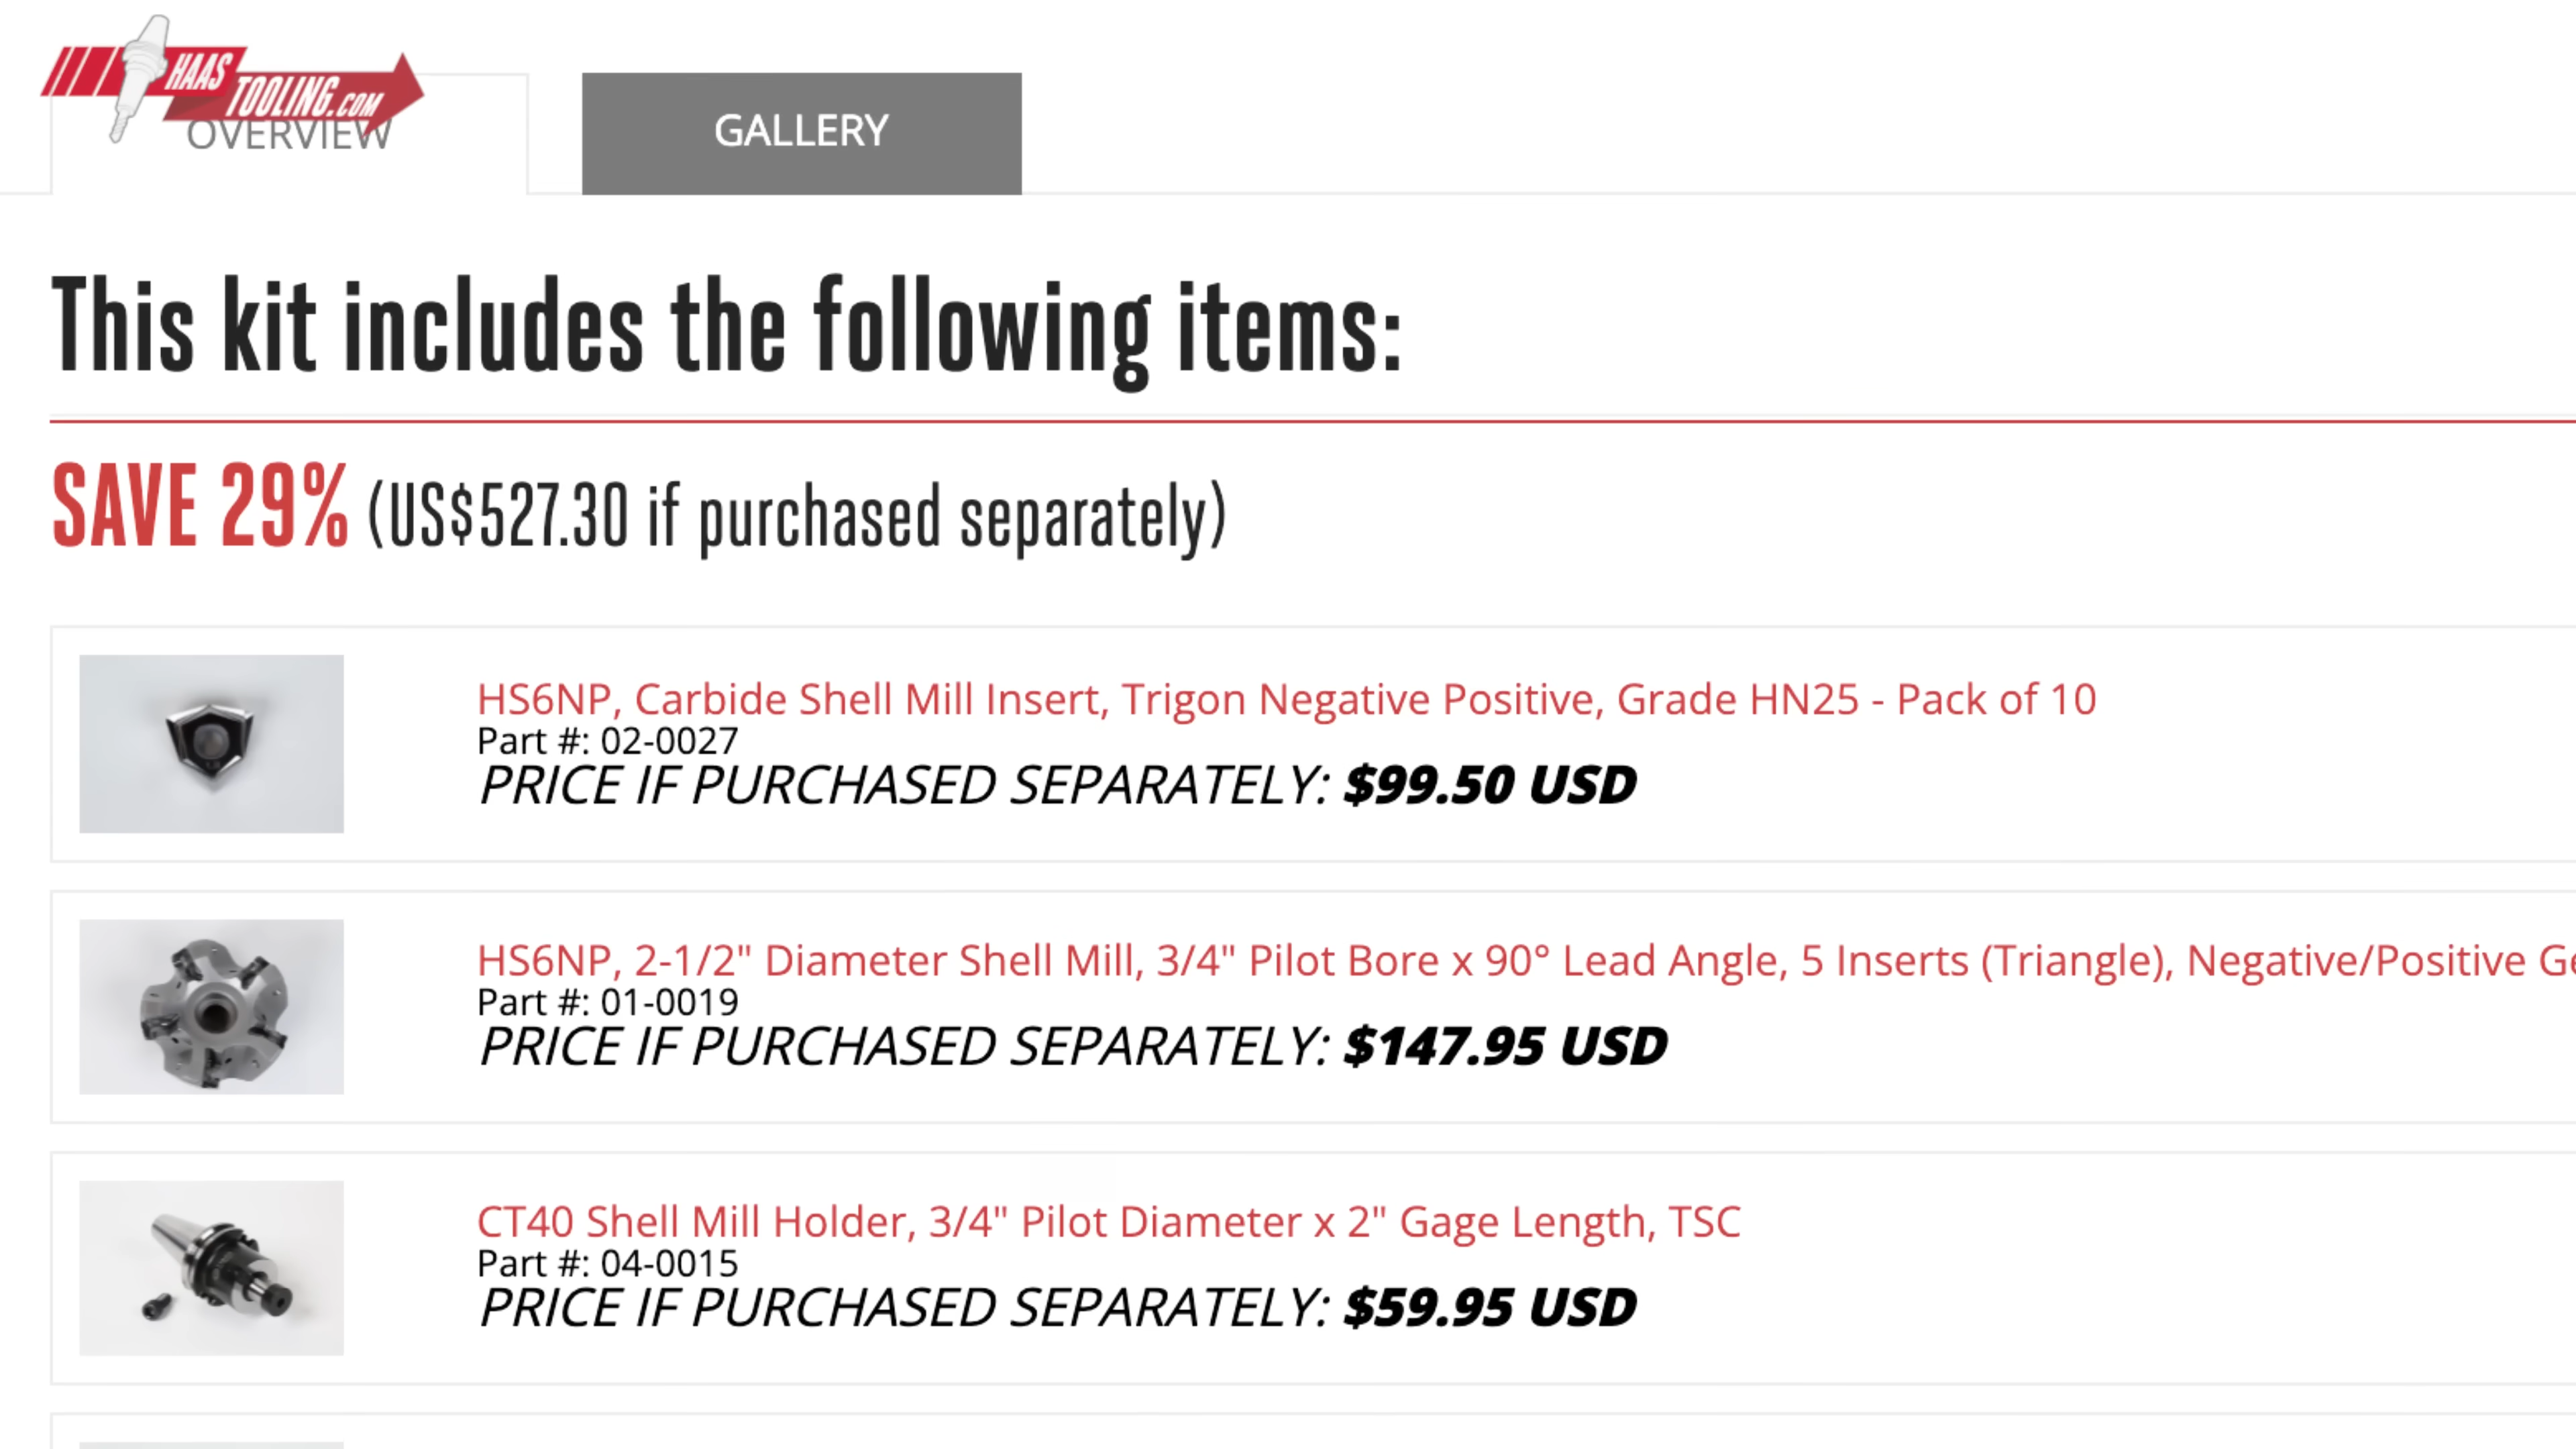 HAAS
TOOLING.COM
OVERVIEW
GALLERY
This kit includes the following items:
SAVE 29% (US$527.30 if purchased separately)
HS6NP, Carbide Shell Mill Insert, Trigon Negative Positive, Grade HN25 - Pack of 10
Part #: 02-0027
PRICE IF PURCHASED SEPARATELY: $99.50 USD
HS6NP, 2-1/2" Diameter Shell Mill, 3/4" Pilot Bore x 90° Lead Angle, 5 Inserts (Triangle), Negative/Positive Ge
Part #: 01-0019
PRICE IF PURCHASED SEPARATELY: $147.95 USD
CT40 Shell Mill Holder, 3/4" Pilot Diameter x 2" Gage Length, TSC
Part #: 04-0015
PRICE IF PURCHASED SEPARATELY: $59.95 USD